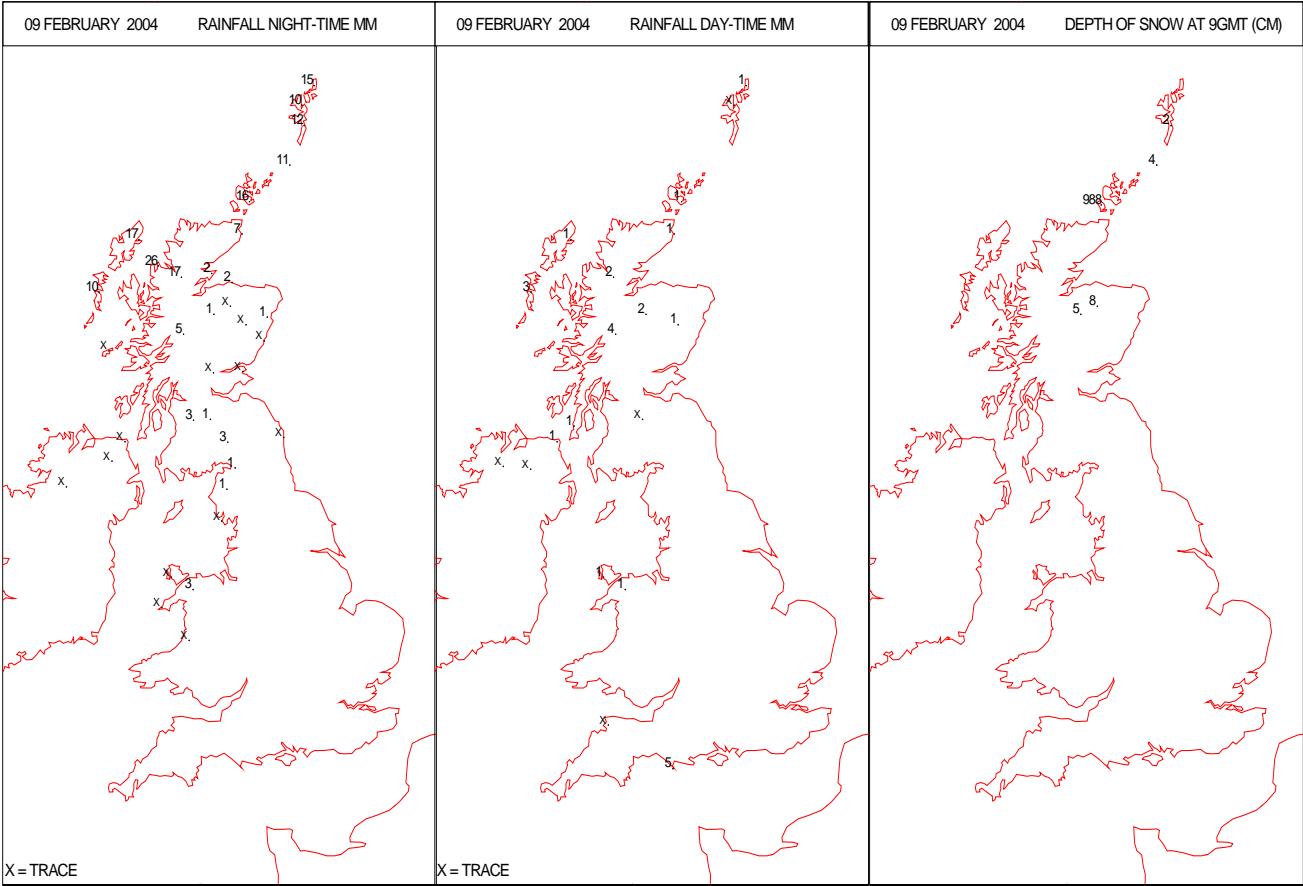 09 FEBRUARY 2004 RAINFALL NIGHT-TIME MM
15
10
12
11
16
7
17
26
17
2
2
10
X
1
1
X
5
X
X
X
X
3
1
3
X
X
X
1
X
1
X
X
3
X
X
X = TRACE
09 FEBRUARY 2004 RAINFALL DAY-TIME MM
1
X
1
1
1
2
3
2
1
4
X
1
1
X
X
1
1
X
5
X = TRACE
09 FEBRUARY 2004 DEPTH OF SNOW AT 9GMT (CM)
2
4
988
8
5